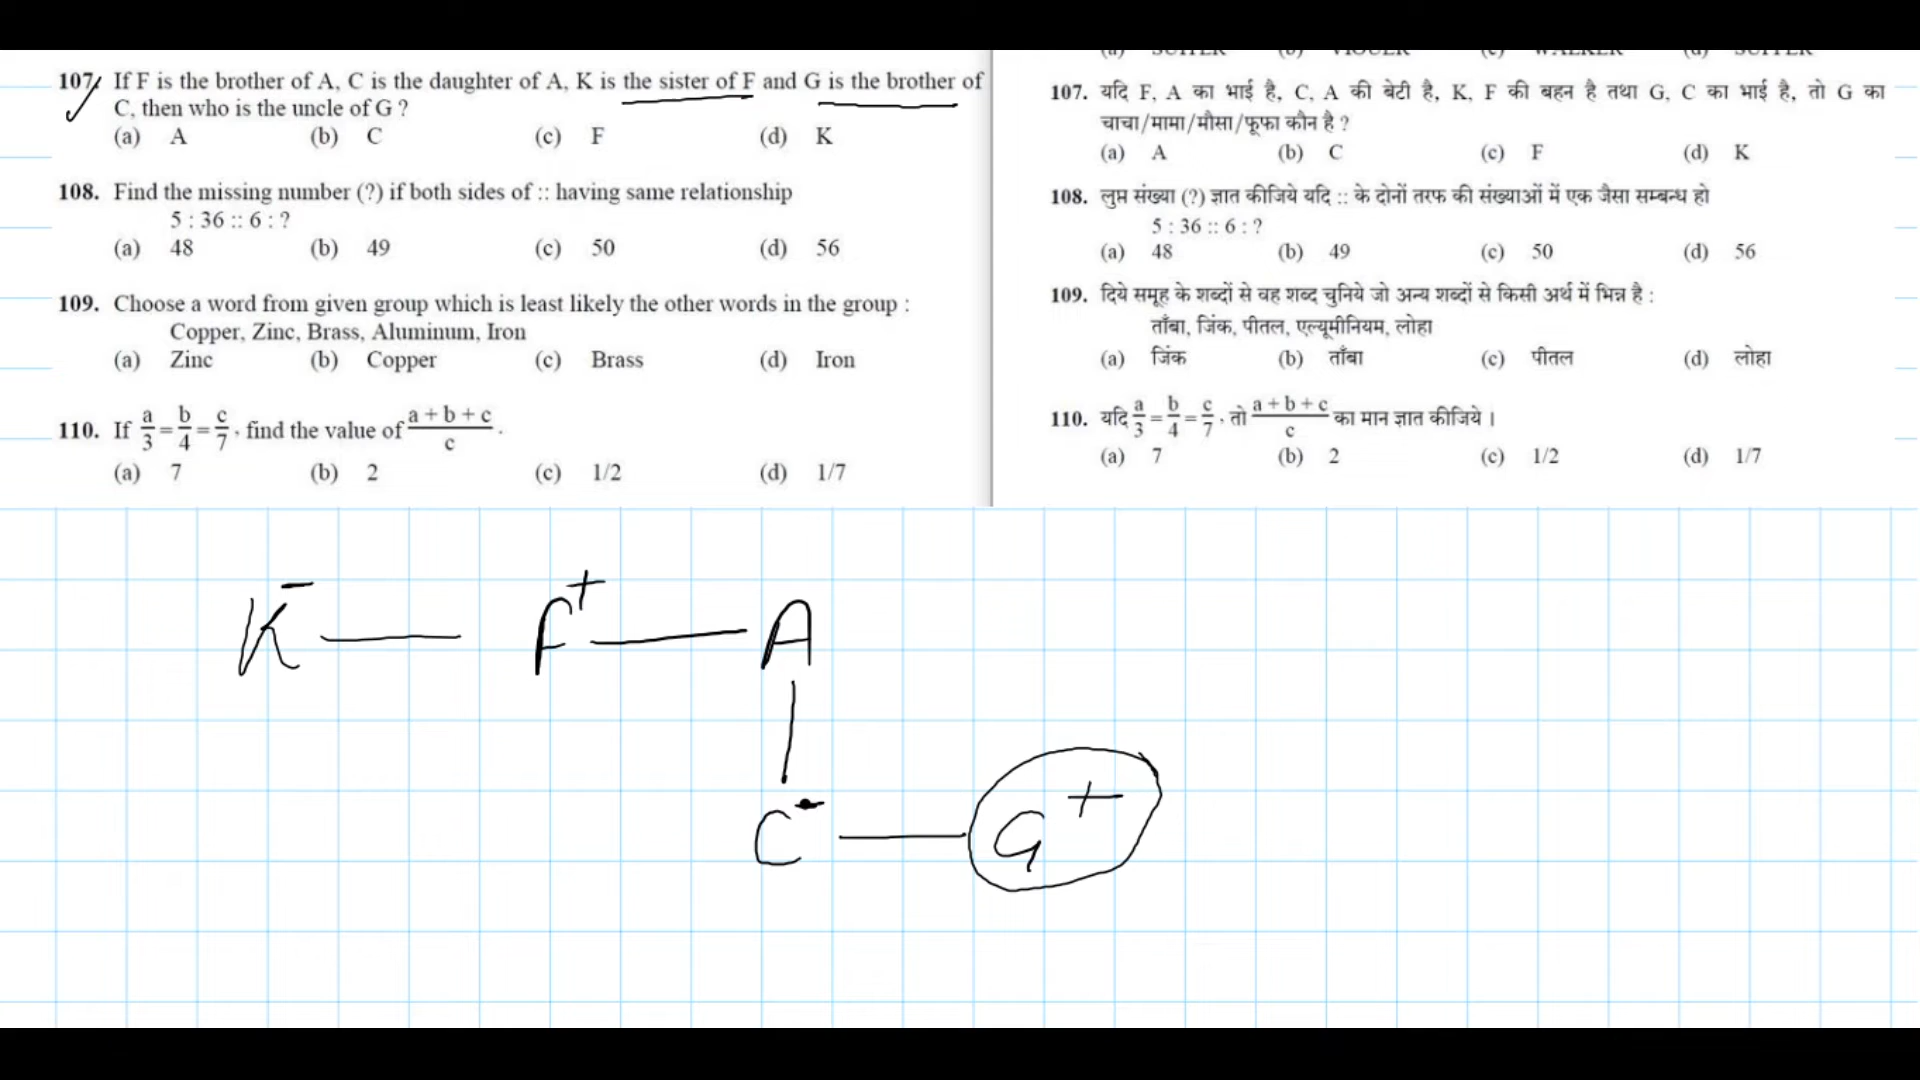 107. If F is the brother of A, C is the daughter of A, K is the sister of F and G is the brother of
C, then who is the uncle of G ?
(a) A (b) C (c) F (d) K
108. Find the missing number (?) if both sides of :: having same relationship
5 : 36 :: 6 : ?
(a) 48 (b) 49 (c) 50 (d) 56
109. Choose a word from given group which is least likely the other words in the group :
Copper, Zinc, Brass, Aluminum, Iron
(a) Zinc (b) Copper (c) Brass (d) Iron
110. If a/3 = b/4 = c/7, find the value of (a + b + c)/c .
(a) 7 (b) 2 (c) 1/2 (d) 1/7
(a) SUITER (b) VIGUER (c) WALKER (d) SUFFER
107. यदि F, A का भाई है, C, A की बेटी है, K, F की बहन है तथा G, C का भाई है, तो G का
चाचा/मामा/मौसा/फूफा कौन है ?
(a) A (b) C (c) F (d) K
108. लुप्त संख्या (?) ज्ञात कीजिये यदि :: के दोनों तरफ की संख्याओं में एक जैसा सम्बन्ध हो
5 : 36 :: 6 : ?
(a) 48 (b) 49 (c) 50 (d) 56
109. दिये समूह के शब्दों से वह शब्द चुनिये जो अन्य शब्दों से किसी अर्थ में भिन्न है :
ताँबा, जिंक, पीतल, एल्यूमीनियम, लोहा
(a) जिंक (b) ताँबा (c) पीतल (d) लोहा
110. यदि a/3 = b/4 = c/7, तो (a + b + c)/c का मान ज्ञात कीजिये ।
(a) 7 (b) 2 (c) 1/2 (d) 1/7
K⁻ — F⁺ — A
C⁻ — G⁺